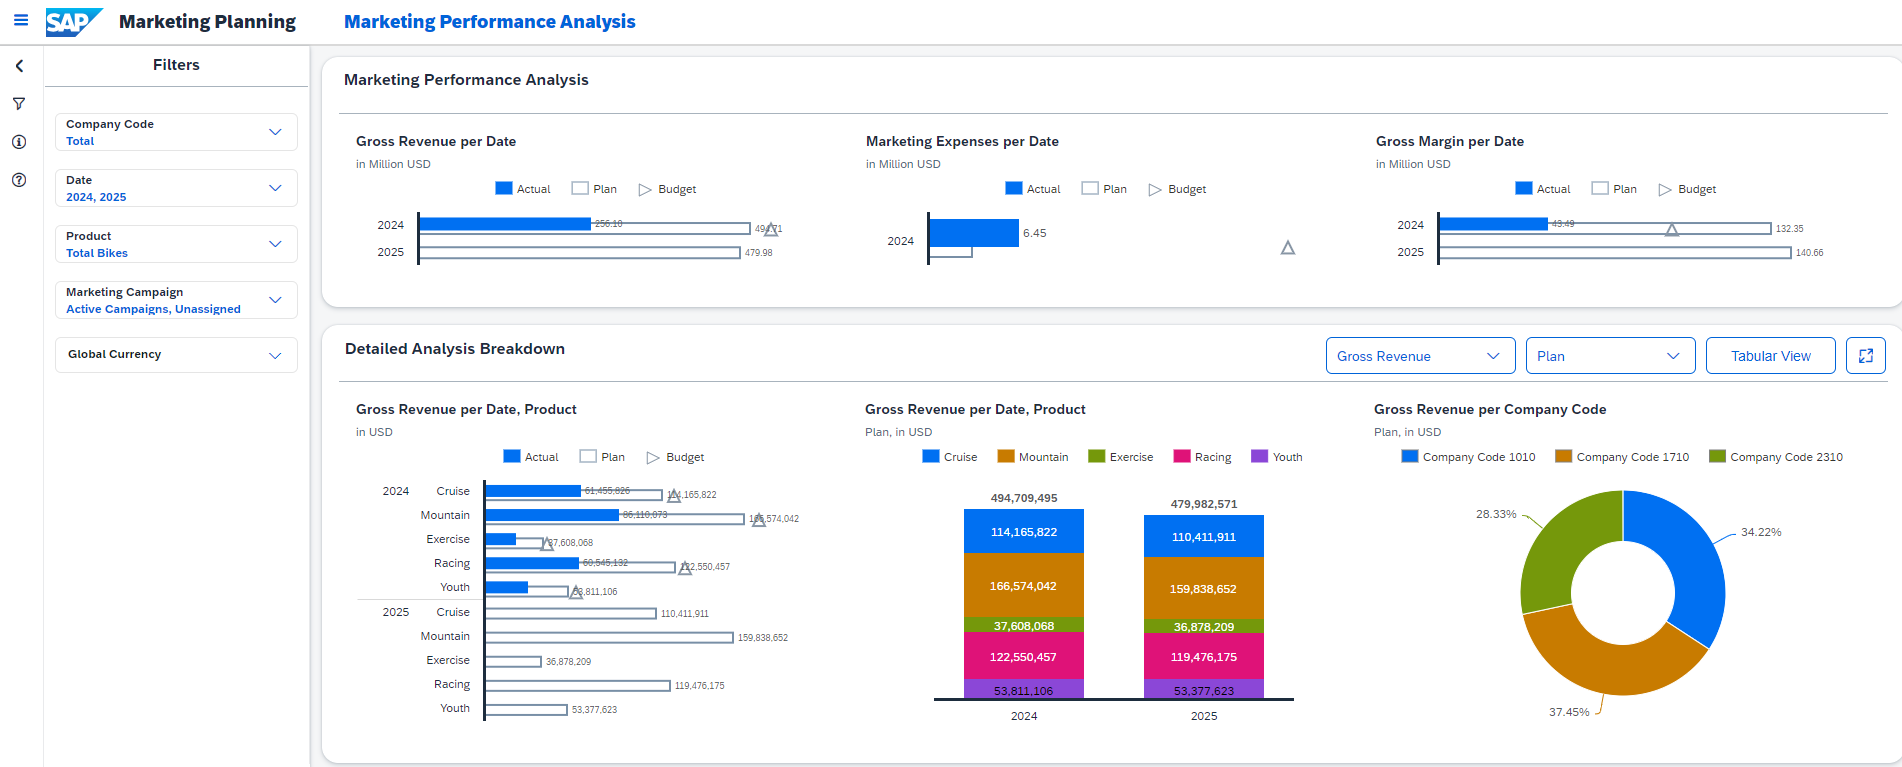 SAP Marketing Planning Marketing Performance Analysis
Filters
Company Code
Total
Date
2024, 2025
Product
Total Bikes
Marketing Campaign
Active Campaigns, Unassigned
Global Currency
Marketing Performance Analysis
Gross Revenue per Date
in Million USD
Actual Plan Budget
2024 256.10 494.71
2025 479.98
Marketing Expenses per Date
in Million USD
Actual Plan Budget
2024 6.45
Gross Margin per Date
in Million USD
Actual Plan Budget
2024 43.49 132.35
2025 140.66
Detailed Analysis Breakdown
Gross Revenue Plan Tabular View
Gross Revenue per Date, Product
in USD
Actual Plan Budget
2024 Cruise 61,455,826 114,165,822
Mountain 86,110,073 166,574,042
Exercise 37,608,068
Racing 60,545,132 122,550,457
Youth 53,811,106
2025 Cruise 110,411,911
Mountain 159,838,652
Exercise 36,878,209
Racing 119,476,175
Youth 53,377,623
Gross Revenue per Date, Product
Plan, in USD
Cruise Mountain Exercise Racing Youth
494,709,495 479,982,571
114,165,822 110,411,911
166,574,042 159,838,652
37,608,068 36,878,209
122,550,457 119,476,175
53,811,106 53,377,623
2024 2025
Gross Revenue per Company Code
Plan, in USD
Company Code 1010 Company Code 1710 Company Code 2310
28.33%
34.22%
37.45%